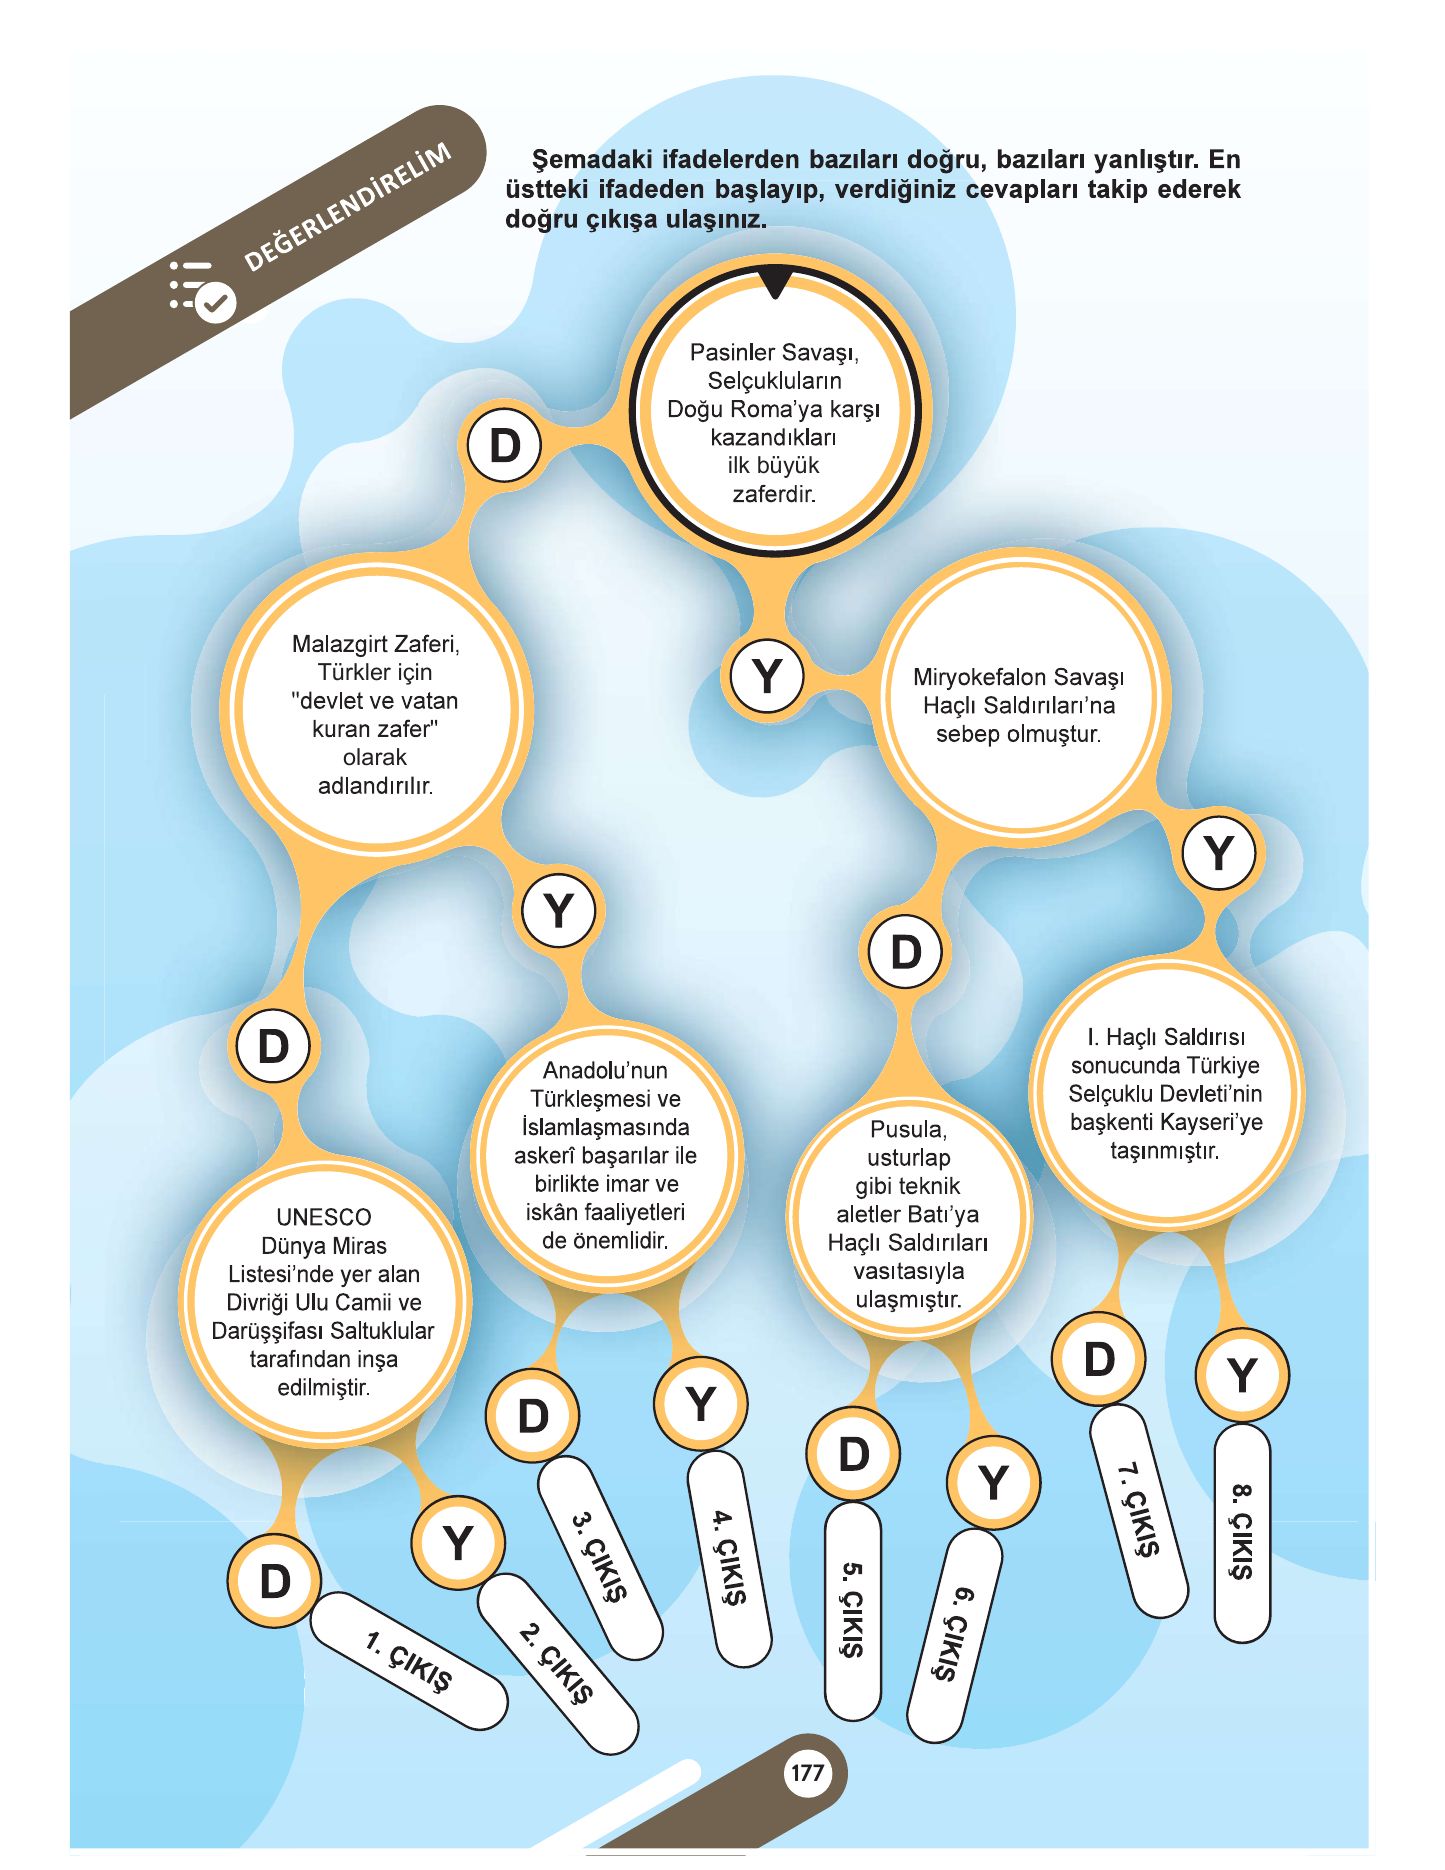 DEĞERLENDİRELİM
Şemadaki ifadelerden bazıları doğru, bazıları yanlıştır. En
üstteki ifadeden başlayıp, verdiğiniz cevapları takip ederek
doğru çıkışa ulaşınız.
Pasinler Savaşı,
Selçukluların
Doğu Roma’ya karşı
kazandıkları
ilk büyük
zaferdir.
D
Y
Malazgirt Zaferi,
Türkler için
"devlet ve vatan
kuran zafer"
olarak
adlandırılır.
Miryokefalon Savaşı
Haçlı Saldırıları’na
sebep olmuştur.
D
Y
D
Y
UNESCO
Dünya Miras
Listesi’nde yer alan
Divriği Ulu Camii ve
Darüşşifası Saltuklular
tarafından inşa
edilmiştir.
Anadolu’nun
Türkleşmesi ve
İslamlaşmasında
askerî başarılar ile
birlikte imar ve
iskân faaliyetleri
de önemlidir.
Pusula,
usturlap
gibi teknik
aletler Batı’ya
Haçlı Saldırıları
vasıtasıyla
ulaşmıştır.
I. Haçlı Saldırısı
sonucunda Türkiye
Selçuklu Devleti’nin
başkenti Kayseri’ye
taşınmıştır.
D
Y
D
Y
D
Y
D
Y
1. ÇIKIŞ
2. ÇIKIŞ
3. ÇIKIŞ
4. ÇIKIŞ
5. ÇIKIŞ
6. ÇIKIŞ
7. ÇIKIŞ
8. ÇIKIŞ
177